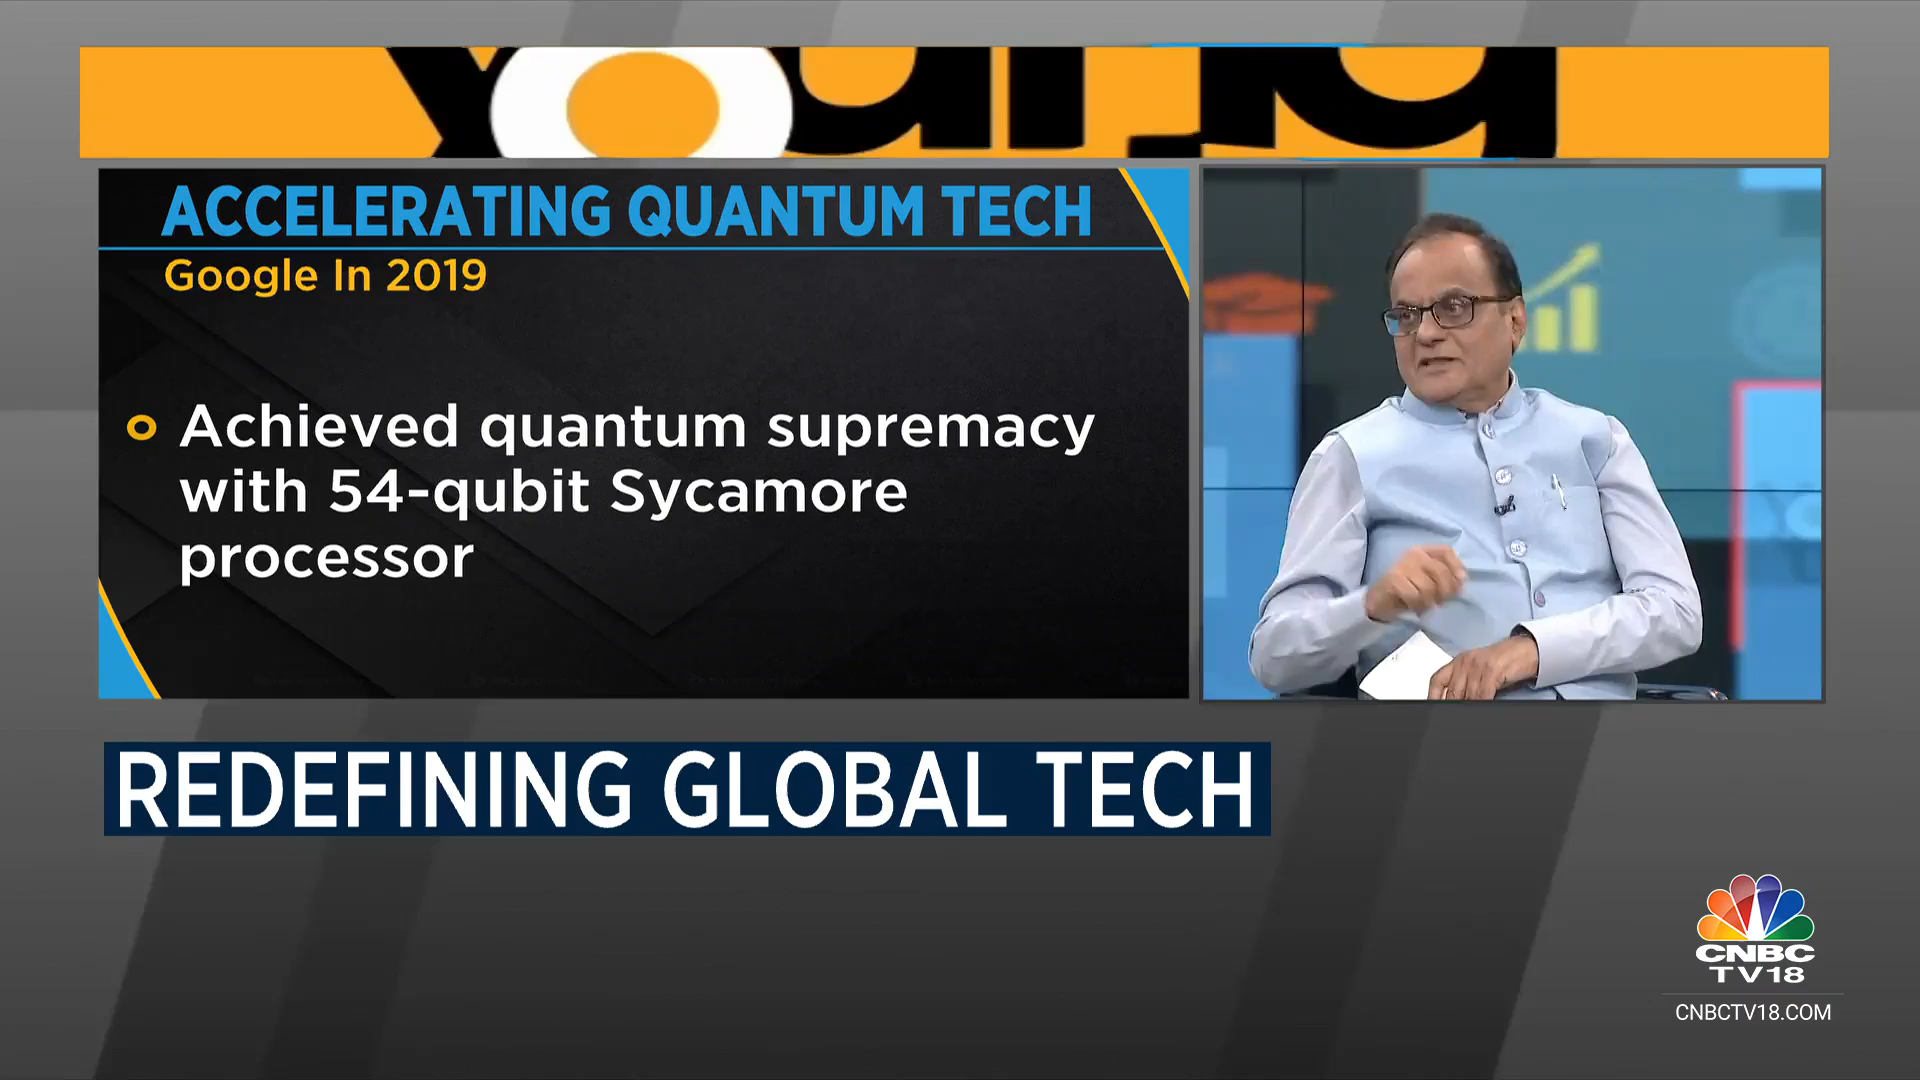 young
ACCELERATING QUANTUM TECH
Google In 2019
Achieved quantum supremacy
with 54-qubit Sycamore
processor
REDEFINING GLOBAL TECH
CNBC
TV18
CNBCTV18.COM